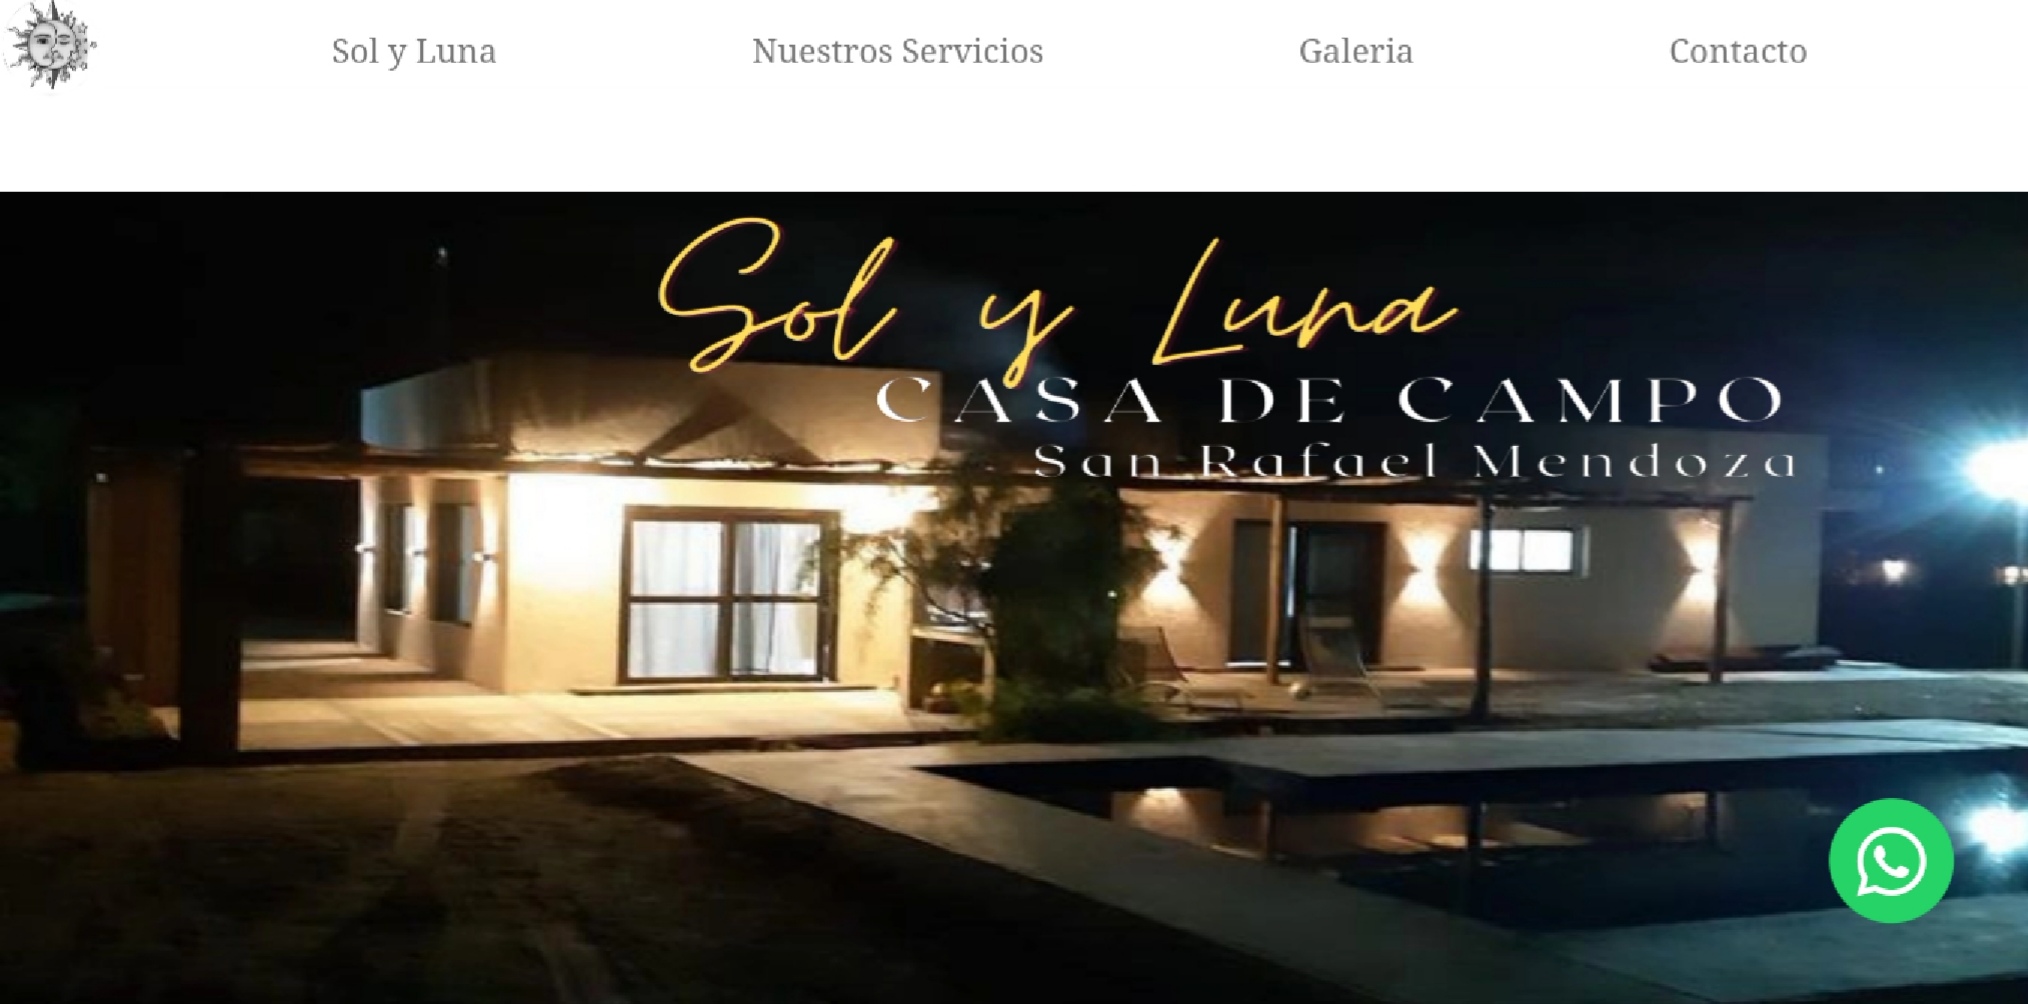 Sol y Luna
Nuestros Servicios
Galeria
Contacto
Sol y Luna
CASA DE CAMPO
San Rafael Mendoza